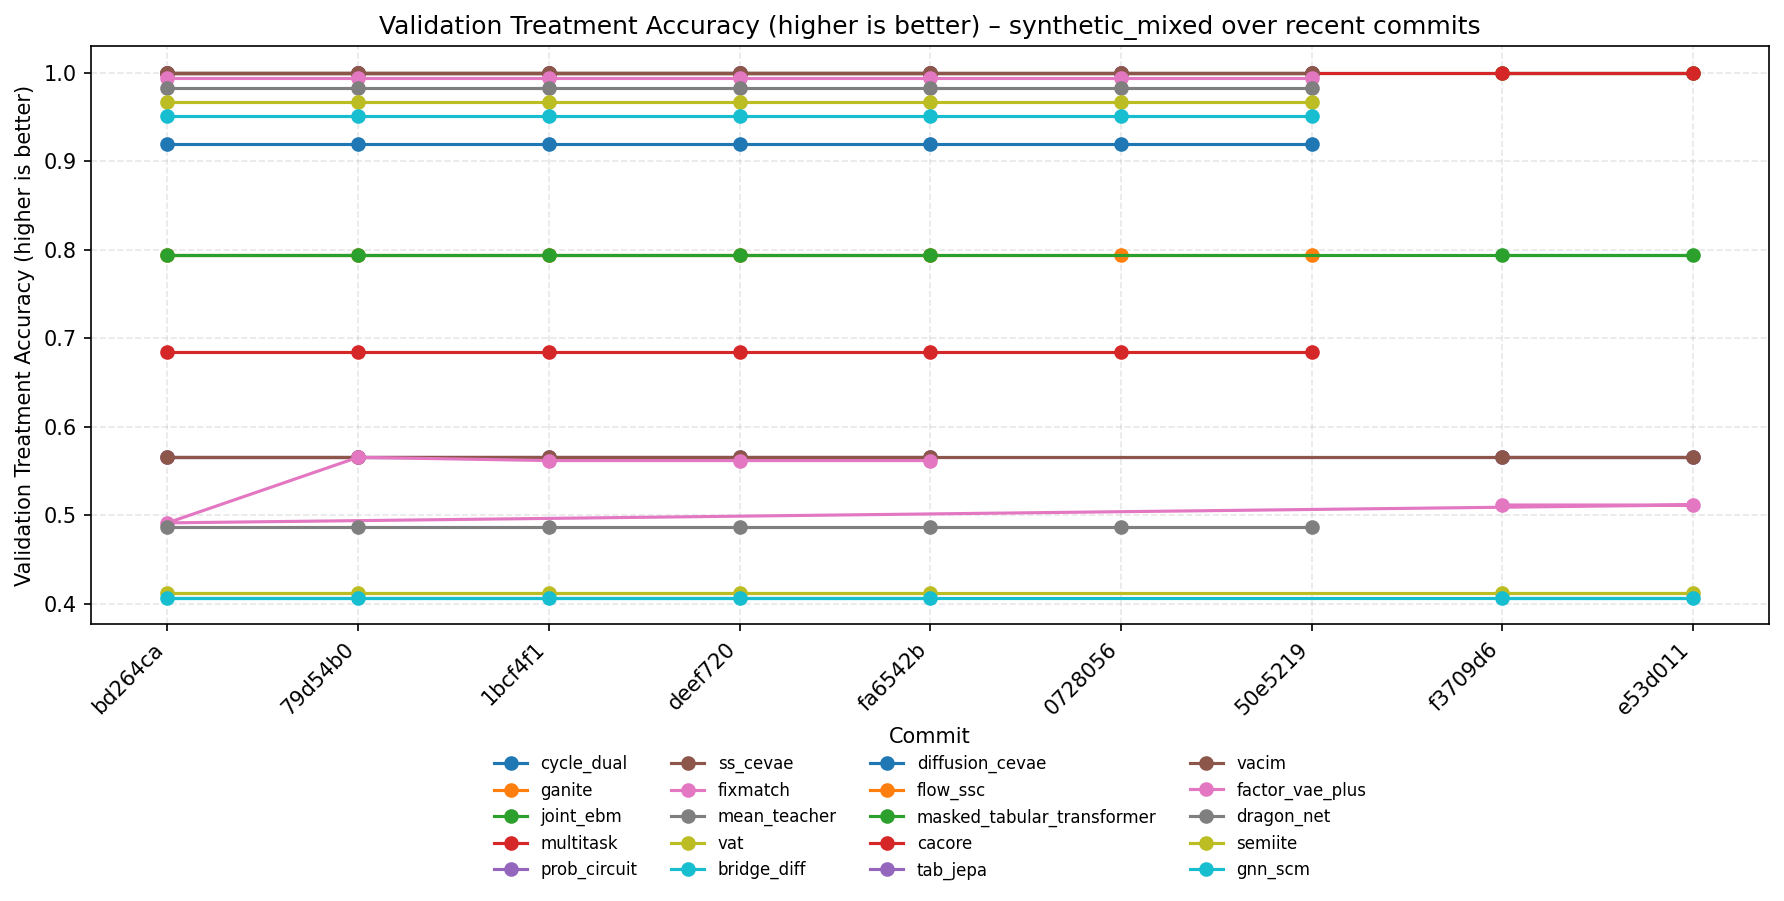 Validation Treatment Accuracy (higher is better) – synthetic_mixed over recent commits
Validation Treatment Accuracy (higher is better)
1.0
0.9
0.8
0.7
0.6
0.5
0.4
bd264ca
79d54b0
1bcf4f1
deef720
fa6542b
0728056
50e5219
f3709d6
e53d011
Commit
cycle_dual
ganite
joint_ebm
multitask
prob_circuit
ss_cevae
fixmatch
mean_teacher
vat
bridge_diff
diffusion_cevae
flow_ssc
masked_tabular_transformer
cacore
tab_jepa
vacim
factor_vae_plus
dragon_net
semiite
gnn_scm